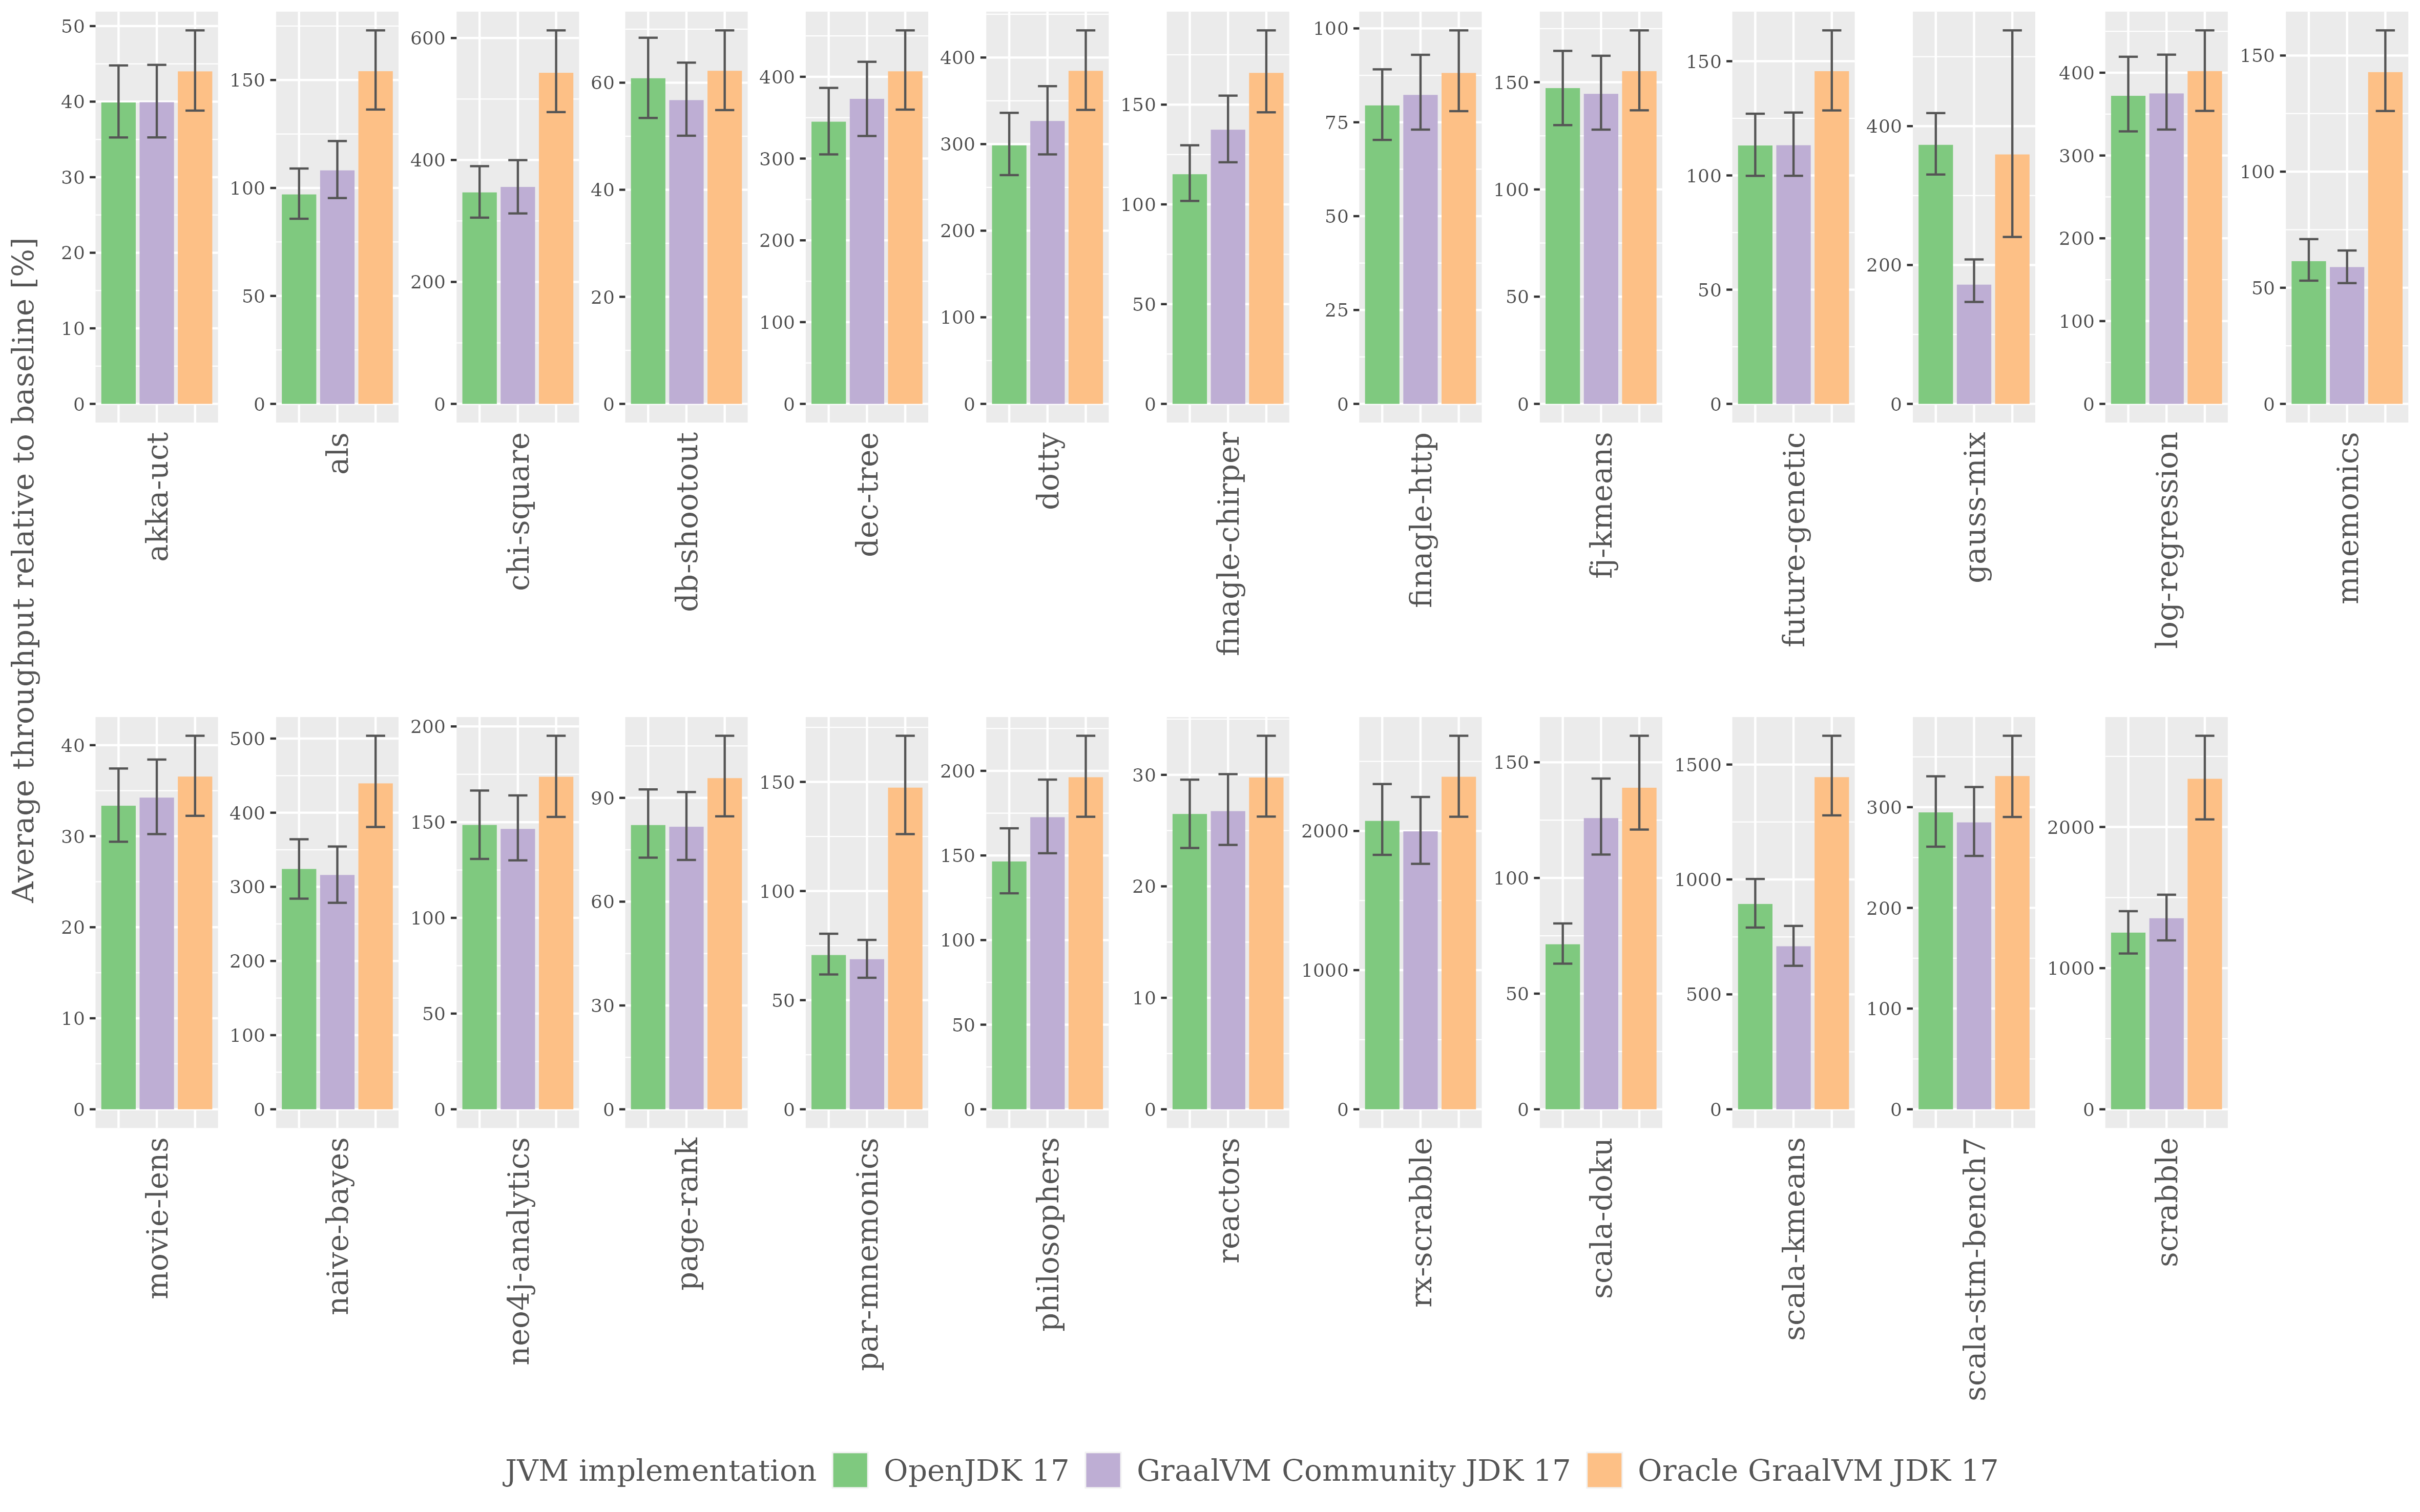 Average throughput relative to baseline [%]
0 10 20 30 40 50
akka-uct
0 50 100 150
als
0 200 400 600
chi-square
0 20 40 60
db-shootout
0 100 200 300 400
dec-tree
0 100 200 300 400
dotty
0 50 100 150
finagle-chirper
0 25 50 75 100
finagle-http
0 50 100 150
fj-kmeans
0 50 100 150
future-genetic
0 200 400
gauss-mix
0 100 200 300 400
log-regression
0 50 100 150
mnemonics
0 10 20 30 40
movie-lens
0 100 200 300 400 500
naive-bayes
0 50 100 150 200
neo4j-analytics
0 30 60 90
page-rank
0 50 100 150
par-mnemonics
0 50 100 150 200
philosophers
0 10 20 30
reactors
0 1000 2000
rx-scrabble
0 50 100 150
scala-doku
0 500 1000 1500
scala-kmeans
0 100 200 300
scala-stm-bench7
0 1000 2000
scrabble
JVM implementation OpenJDK 17 GraalVM Community JDK 17 Oracle GraalVM JDK 17